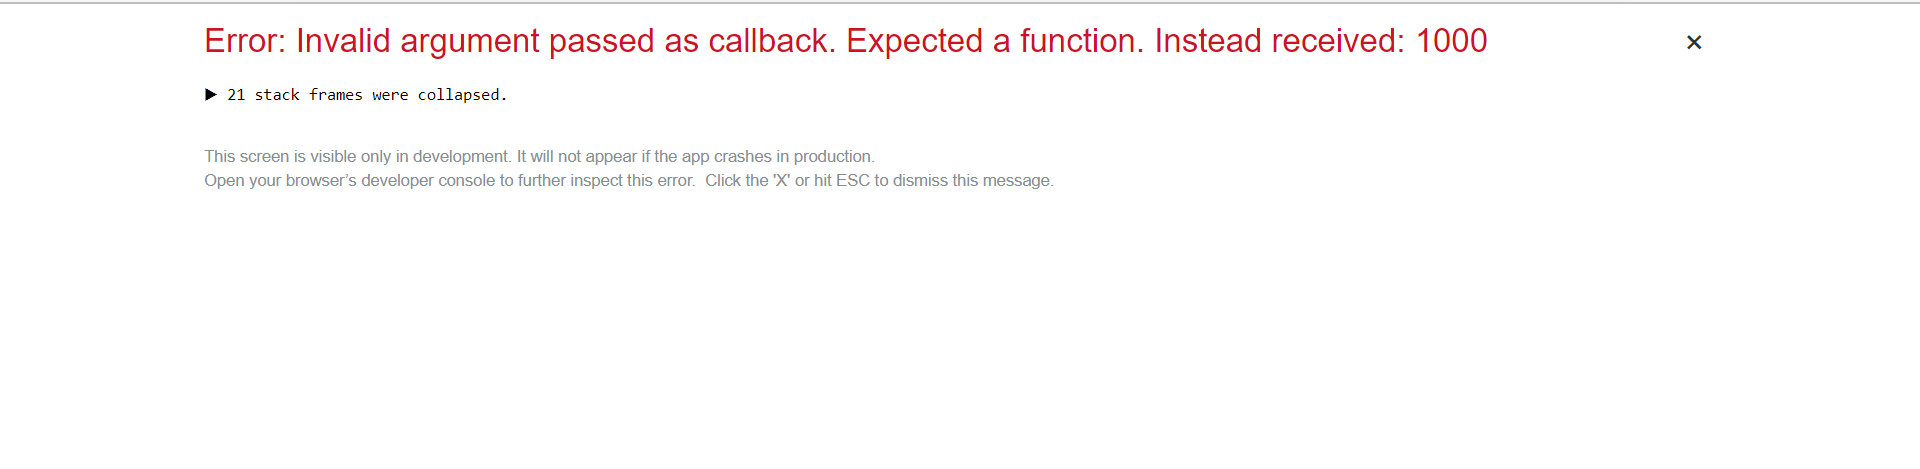 Error: Invalid argument passed as callback. Expected a function. Instead received: 1000 ×
▶ 21 stack frames were collapsed.
This screen is visible only in development. It will not appear if the app crashes in production.
Open your browser’s developer console to further inspect this error.  Click the 'X' or hit ESC to dismiss this message.